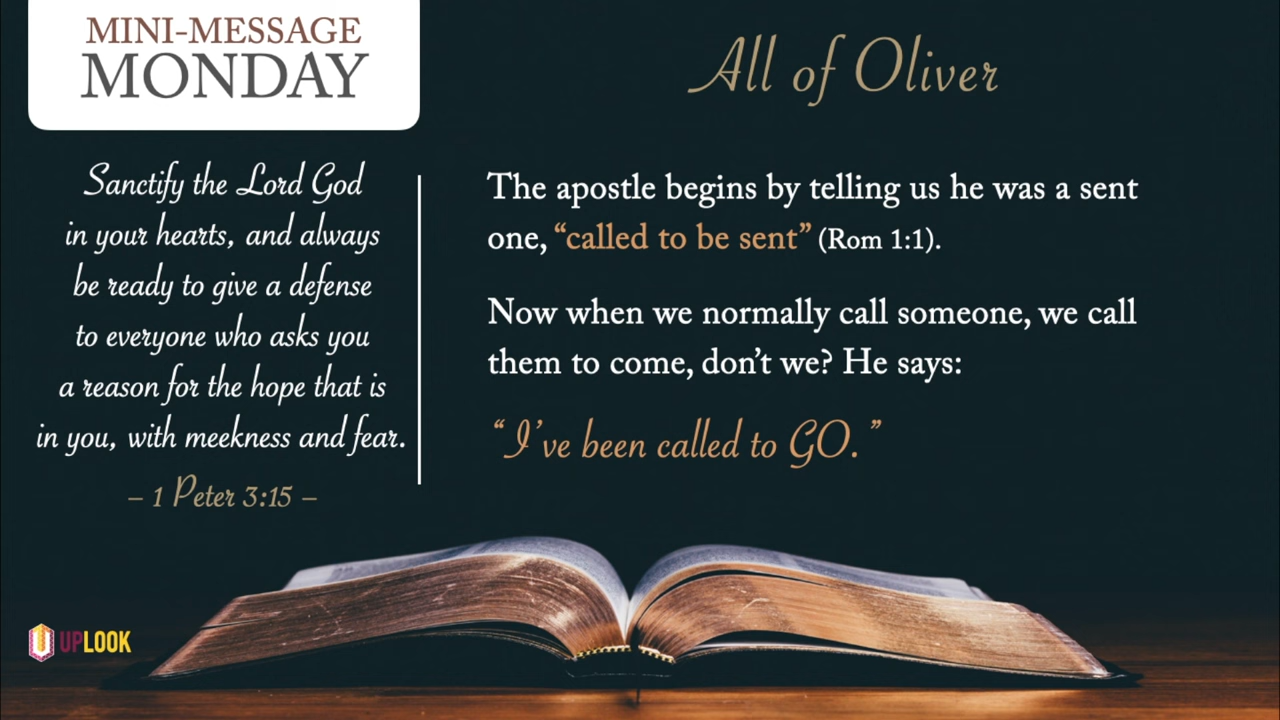 MINI-MESSAGE
MONDAY
All of Oliver
Sanctify the Lord God
in your hearts, and always
be ready to give a defense
to everyone who asks you
a reason for the hope that is
in you, with meekness and fear.
– 1 Peter 3:15 –
The apostle begins by telling us he was a sent
one, “called to be sent” (Rom 1:1).
Now when we normally call someone, we call
them to come, don’t we? He says:
“I’ve been called to GO.”
UPLOOK